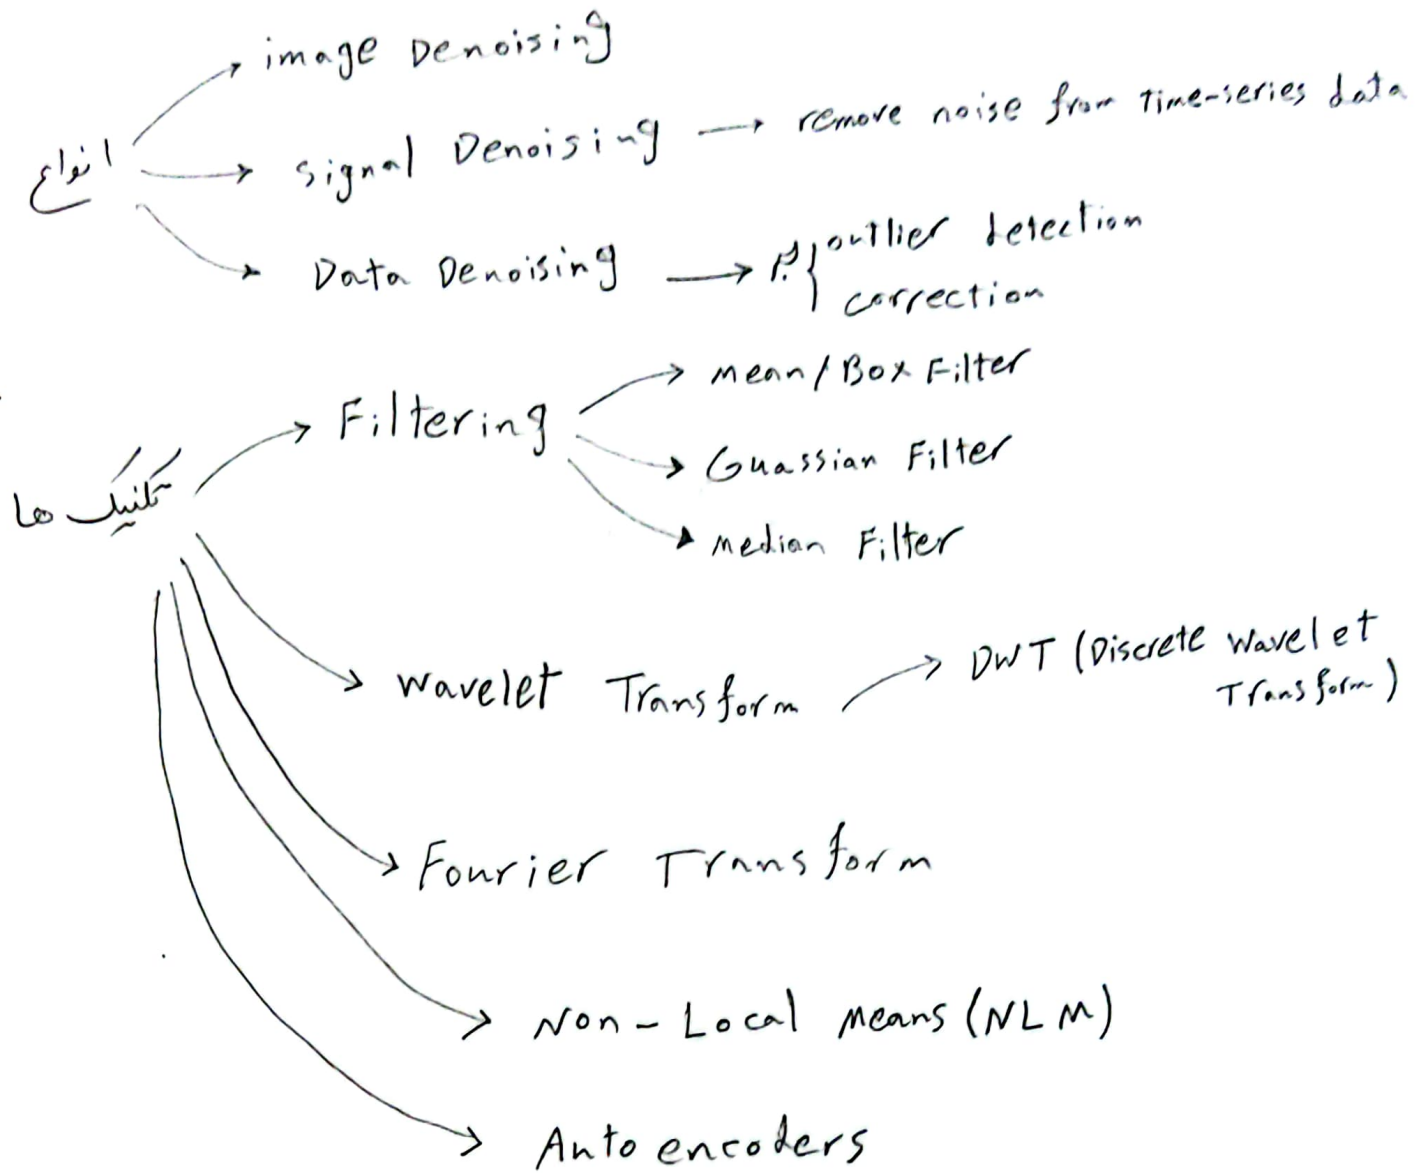 image Denoising
انواع
Signal Denoising → remove noise from Time-series data
Data Denoising → outlier detection
correction
Filtering
mean/Box Filter
Guassian Filter
median Filter
تکنیک ها
Wavelet Transform
DWT (Discrete Wavelet
Transform)
Fourier Transform
Non-Local Means (NLM)
Auto encoders